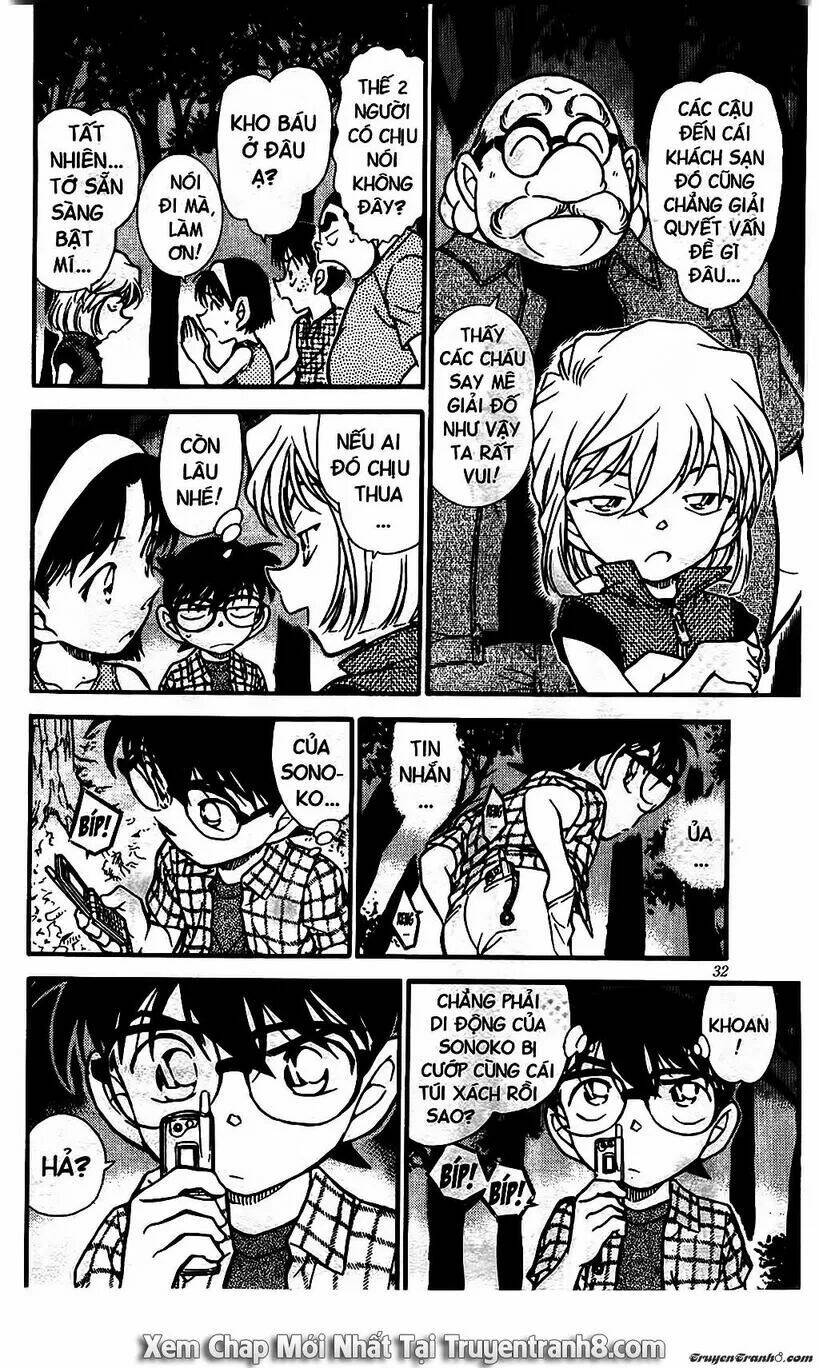 CÁC CẬU
ĐẾN CÁI
KHÁCH SẠN
ĐÓ CŨNG
CHẲNG GIẢI
QUYẾT VẤN
ĐỀ GÌ
ĐÂU...
THẤY
CÁC CHÁU
SAY MÊ
GIẢI ĐỐ
NHƯ VẬY
TA RẤT
VUI!
THẾ 2
NGƯỜI
CÓ CHỊU
NÓI
KHÔNG
ĐÂY?
KHO BÁU
Ở ĐÂU
Ạ?
NÓI
ĐI MÀ,
LÀM
ƠN!
TẤT
NHIÊN...
TỚ SẴN
SÀNG
BẬT
MÍ...
NẾU AI
ĐÓ CHỊU
THUA
...
CÒN
LÂU
NHÉ!
ỦA
...
TIN
NHẮN
...
RENG
RENG
CỦA
SONO-
KO...
BÍP!
32
KHOAN
!
CHẲNG PHẢI
DI ĐỘNG CỦA
SONOKO BỊ
CƯỚP CÙNG CÁI
TÚI XÁCH RỒI
SAO?
BÍP!
BÍP!
HẢ?
Xem Chap Mới Nhất Tại Truyentranh8.com
TruyenTranh8.com